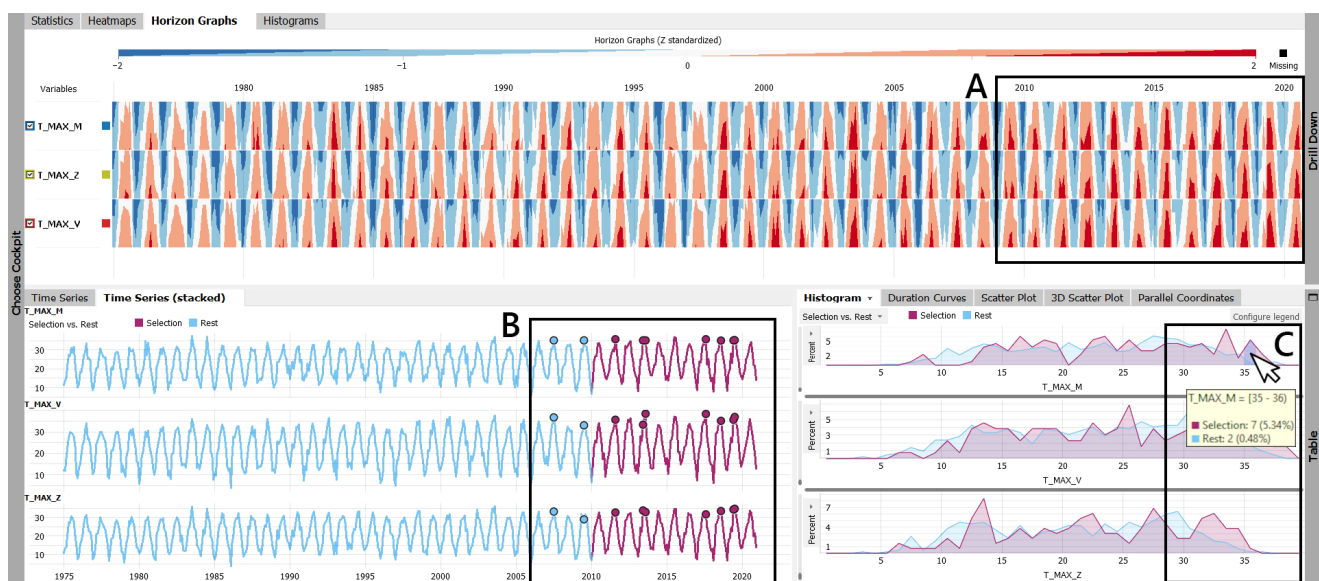 Statistics Heatmaps Horizon Graphs Histograms
Horizon Graphs (Z standardized)
-2 -1 0 2 Missing
A
Variables 1980 1985 1990 1995 2000 2005 2010 2015 2020
T_MAX_M
T_MAX_Z
T_MAX_V
Choose Cockpit
Drill Down
Time Series Time Series (stacked)
T_MAX_M
Selection vs. Rest Selection Rest
B
30
20
10
T_MAX_V
30
20
10
T_MAX_Z
30
20
10
1975 1980 1985 1990 1995 2000 2005 2010 2015 2020
Histogram Duration Curves Scatter Plot 3D Scatter Plot Parallel Coordinates
Selection vs. Rest Selection Rest Configure legend
C
Percent
5
2
5 10 15 20 25 30 35
T_MAX_M
T_MAX_M = [35 - 36)
Selection: 7 (5.34%)
Rest: 2 (0.48%)
Percent
5
3
1
5 10 15 20 25 30 35
T_MAX_V
Percent
7
4
1
5 10 15 20 25 30 35
T_MAX_Z
Table